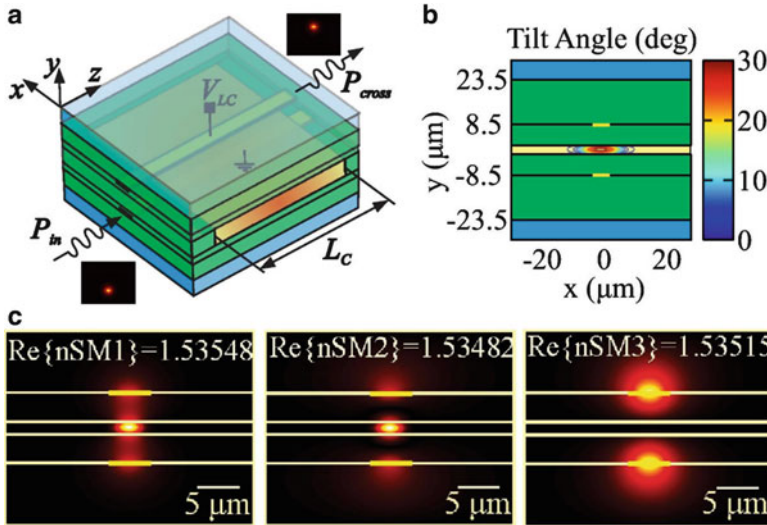 a
y
x
z
V_LC
P_cross
P_in
L_C
b
Tilt Angle (deg)
y (μm)
23.5
8.5
-8.5
-23.5
-20
0
20
x (μm)
30
20
10
0
c
Re{nSM1}=1.53548
5 μm
Re{nSM2}=1.53482
5 μm
Re{nSM3}=1.53515
5 μm